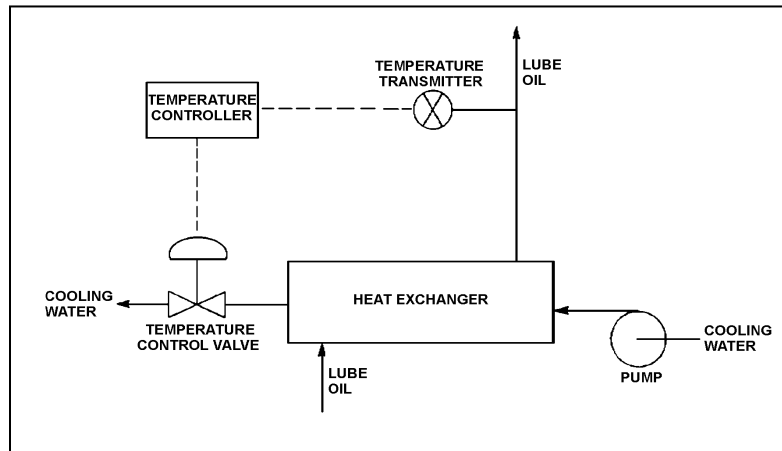 TEMPERATURE
TRANSMITTER
LUBE
OIL
TEMPERATURE
CONTROLLER
COOLING
WATER
TEMPERATURE
CONTROL VALVE
HEAT EXCHANGER
COOLING
WATER
PUMP
LUBE
OIL